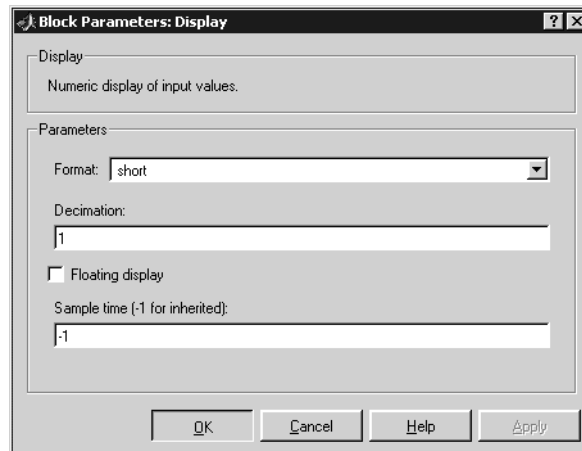 Block Parameters: Display
Display
Numeric display of input values.
Parameters
Format: short
Decimation:
1
Floating display
Sample time (-1 for inherited):
-1
OK Cancel Help Apply